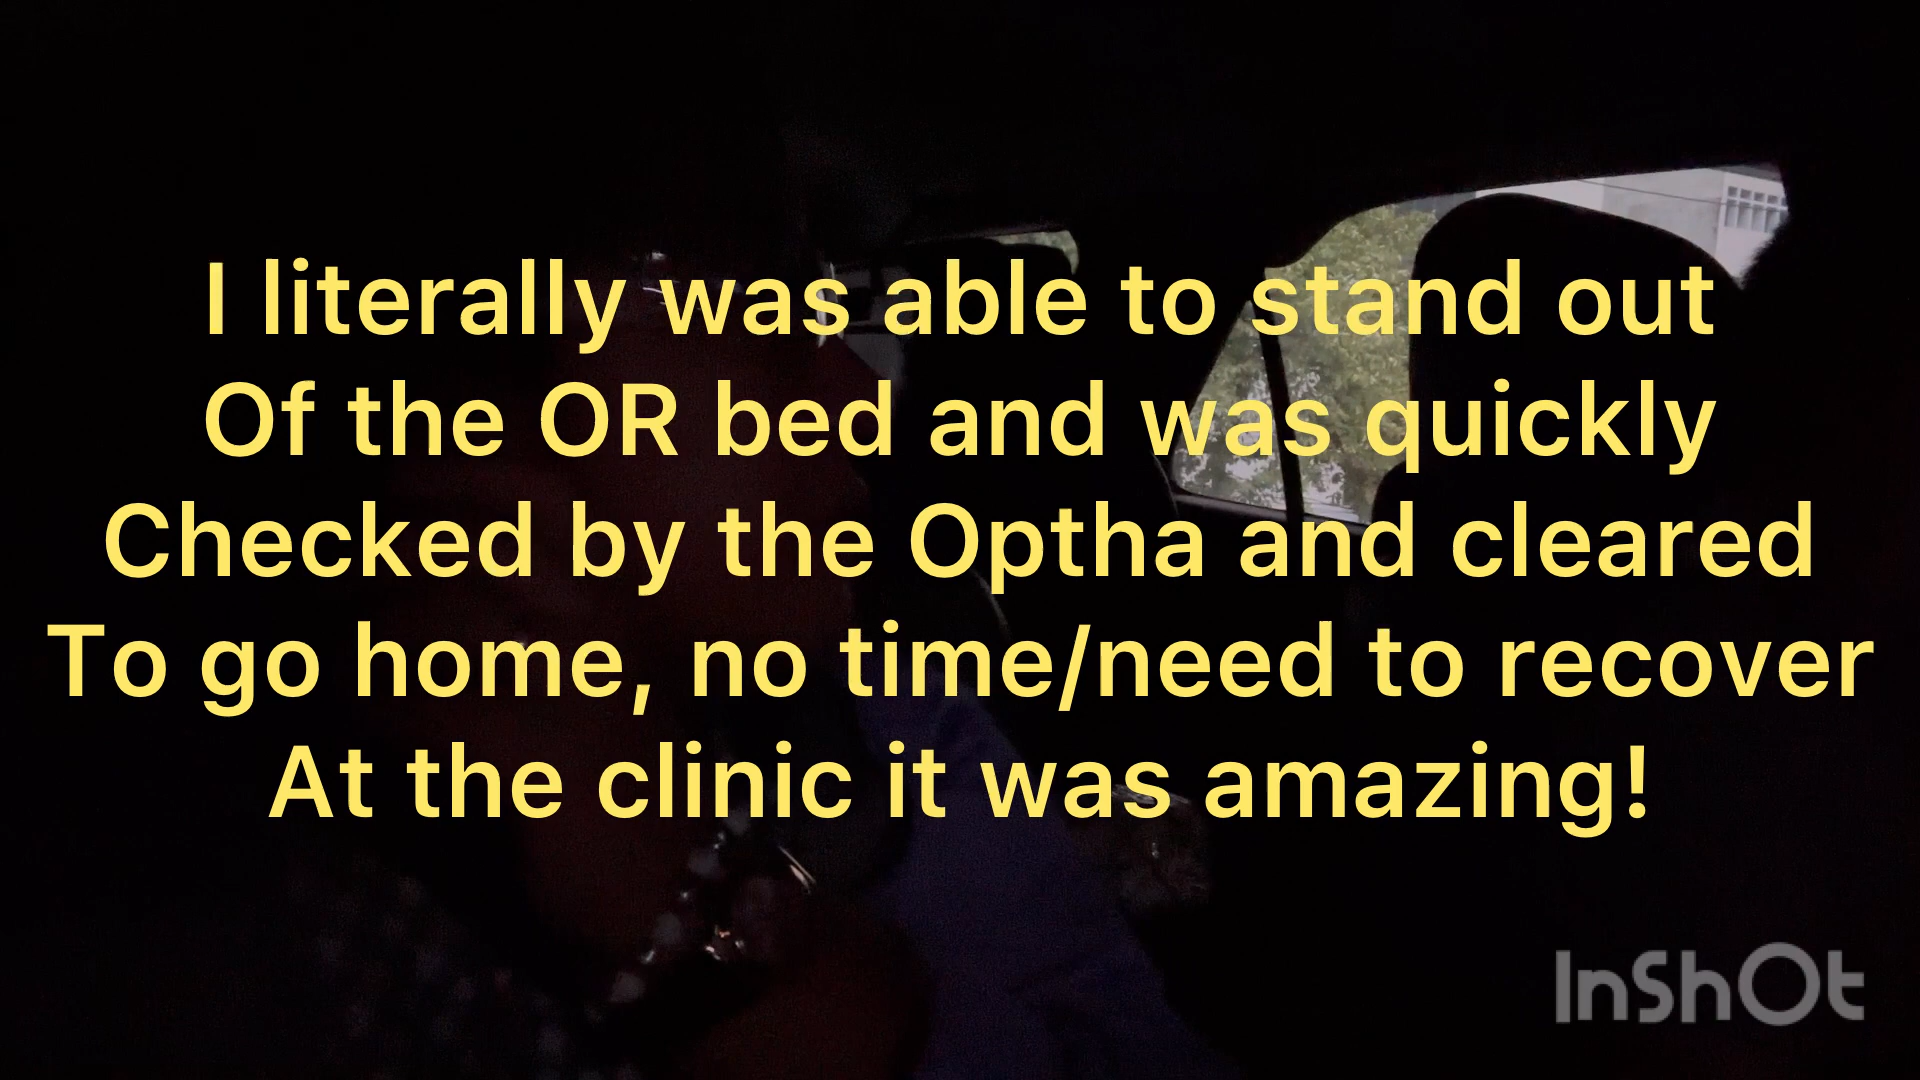 I literally was able to stand out
Of the OR bed and was quickly
Checked by the Optha and cleared
To go home, no time/need to recover
At the clinic it was amazing!
InShOt